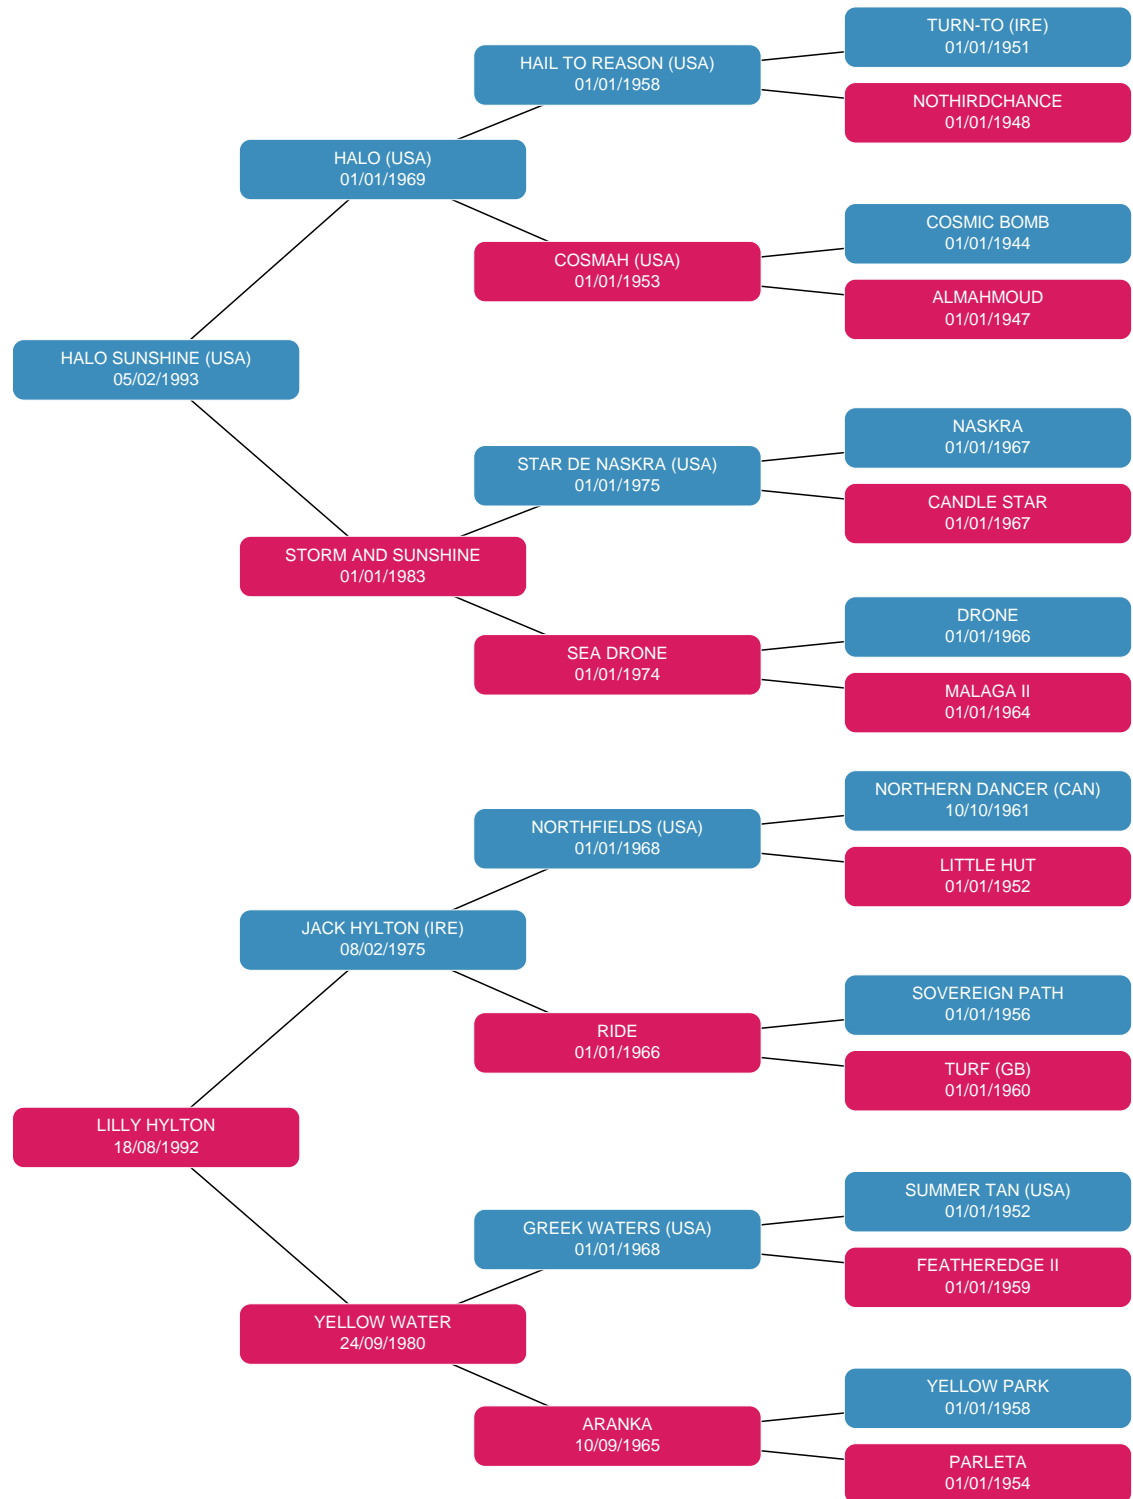 TURN-TO (IRE)
01/01/1951
HAIL TO REASON (USA)
01/01/1958
NOTHIRDCHANCE
01/01/1948
HALO (USA)
01/01/1969
COSMIC BOMB
01/01/1944
COSMAH (USA)
01/01/1953
ALMAHMOUD
01/01/1947
HALO SUNSHINE (USA)
05/02/1993
NASKRA
01/01/1967
STAR DE NASKRA (USA)
01/01/1975
CANDLE STAR
01/01/1967
STORM AND SUNSHINE
01/01/1983
DRONE
01/01/1966
SEA DRONE
01/01/1974
MALAGA II
01/01/1964
NORTHERN DANCER (CAN)
10/10/1961
NORTHFIELDS (USA)
01/01/1968
LITTLE HUT
01/01/1952
JACK HYLTON (IRE)
08/02/1975
SOVEREIGN PATH
01/01/1956
RIDE
01/01/1966
TURF (GB)
01/01/1960
LILLY HYLTON
18/08/1992
SUMMER TAN (USA)
01/01/1952
GREEK WATERS (USA)
01/01/1968
FEATHEREDGE II
01/01/1959
YELLOW WATER
24/09/1980
YELLOW PARK
01/01/1958
ARANKA
10/09/1965
PARLETA
01/01/1954